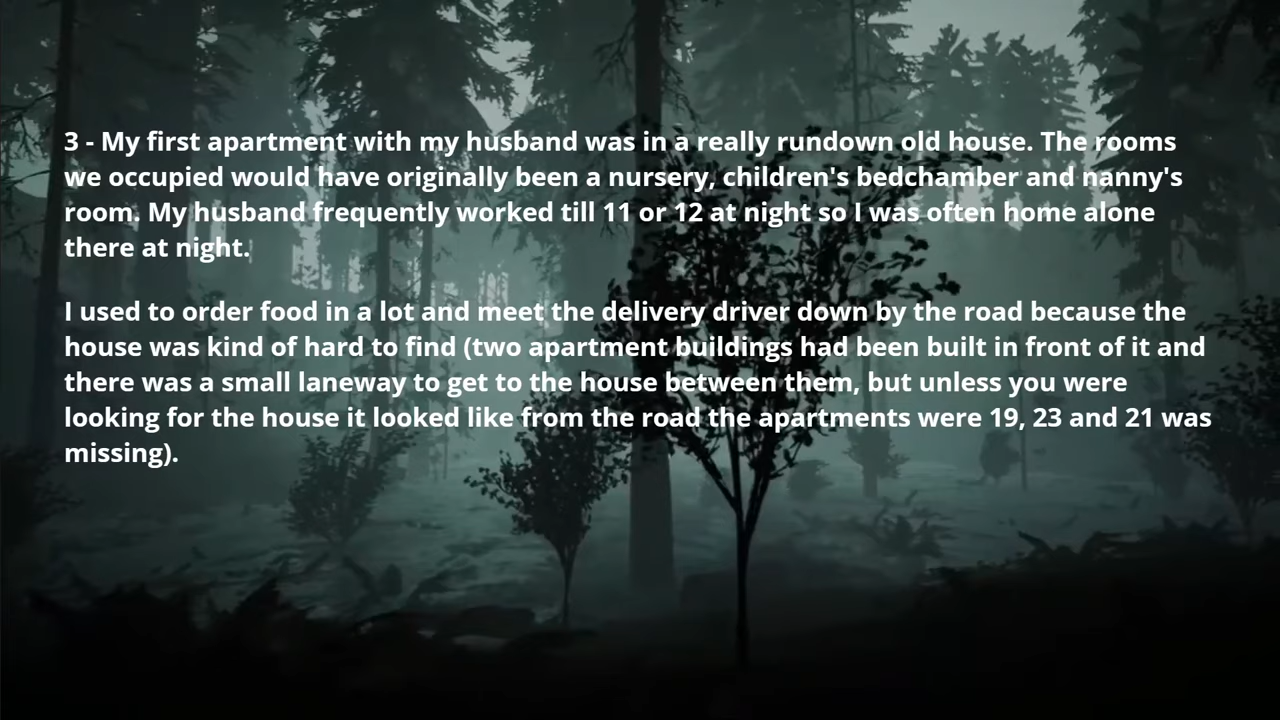 3 - My first apartment with my husband was in a really rundown old house. The rooms
we occupied would have originally been a nursery, children's bedchamber and nanny's
room. My husband frequently worked till 11 or 12 at night so I was often home alone
there at night.
I used to order food in a lot and meet the delivery driver down by the road because the
house was kind of hard to find (two apartment buildings had been built in front of it and
there was a small laneway to get to the house between them, but unless you were
looking for the house it looked like from the road the apartments were 19, 23 and 21 was
missing).